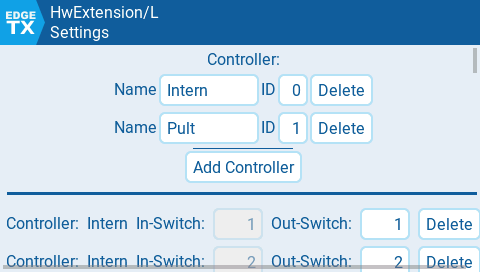 EDGE
TX
HwExtension/L
Settings
Controller:
Name Intern ID 0 Delete
Name Pult ID 1 Delete
Add Controller
Controller: Intern In-Switch: 1 Out-Switch: 1 Delete
Controller: Intern In-Switch: 2 Out-Switch: 2 Delete